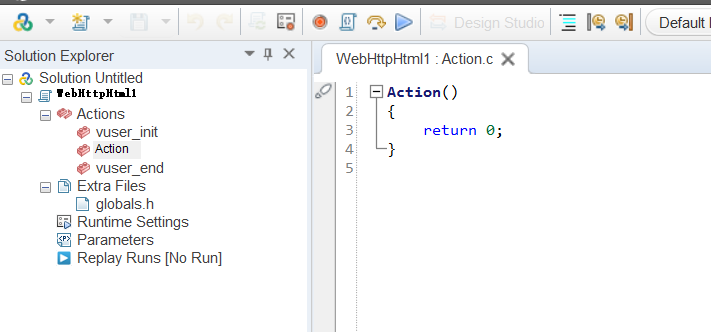 Design Studio
Default
Solution Explorer
Solution Untitled
WebHttpHtml1
Actions
vuser_init
Action
vuser_end
Extra Files
globals.h
Runtime Settings
Parameters
Replay Runs [No Run]
WebHttpHtml1 : Action.c
1 Action()
2 {
3 return 0;
4 }
5